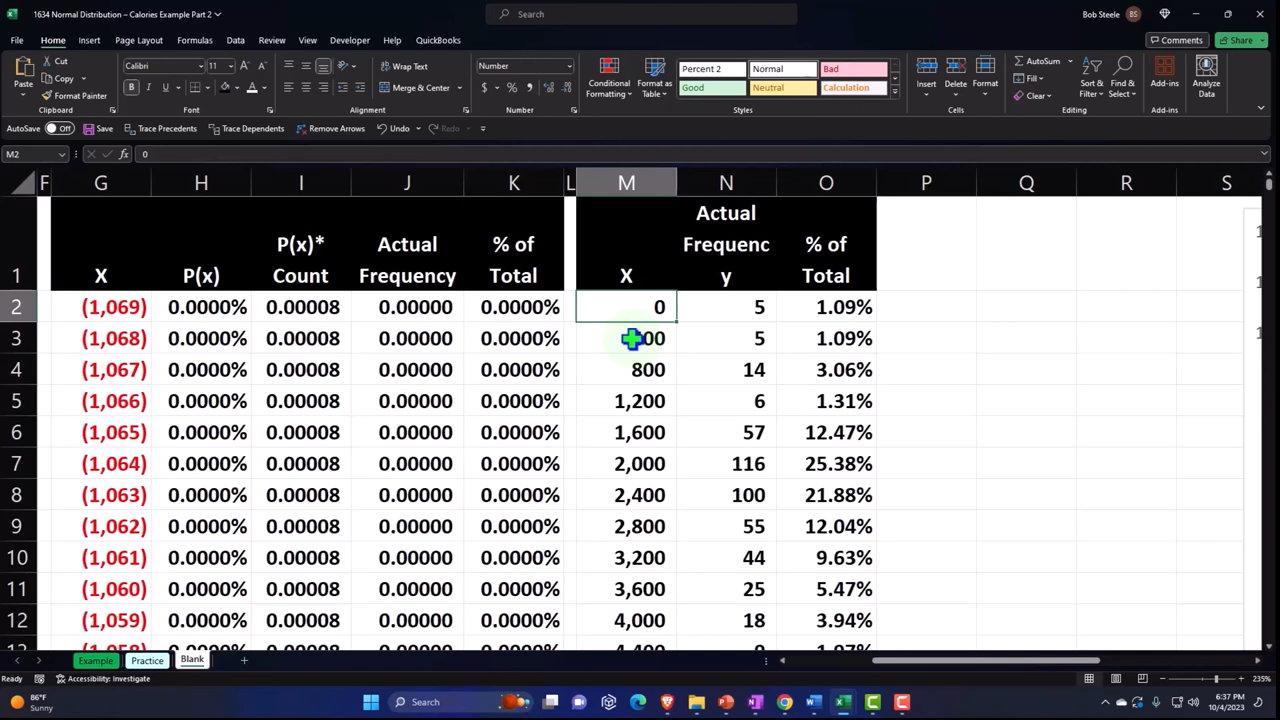 1634 Normal Distribution – Calories Example Part 2
Search
Bob Steele
BS
File Home Insert Page Layout Formulas Data Review View Developer Help QuickBooks
Comments
Share
Paste
Cut
Copy
Format Painter
Clipboard
Calibri
11
Font
Wrap Text
Merge & Center
Alignment
Number
Number
Conditional Formatting
Format as Table
Percent 2 Normal Bad
Good Neutral Calculation
Styles
Insert Delete Format
Cells
AutoSum
Fill
Clear
Sort & Filter
Find & Select
Editing
Add-ins
Add-ins
Analyze Data
AutoSave Off Save Trace Precedents Trace Dependents Remove Arrows Undo Redo
M2 fx 0
F G H I J K L M N O P Q R S
1 X P(x) P(x)* Count Actual Frequency % of Total X Actual Frequency % of Total
2 (1,069) 0.0000% 0.00008 0.00000 0.0000% 0 5 1.09%
3 (1,068) 0.0000% 0.00008 0.00000 0.0000% 00 5 1.09%
4 (1,067) 0.0000% 0.00008 0.00000 0.0000% 800 14 3.06%
5 (1,066) 0.0000% 0.00008 0.00000 0.0000% 1,200 6 1.31%
6 (1,065) 0.0000% 0.00008 0.00000 0.0000% 1,600 57 12.47%
7 (1,064) 0.0000% 0.00008 0.00000 0.0000% 2,000 116 25.38%
8 (1,063) 0.0000% 0.00008 0.00000 0.0000% 2,400 100 21.88%
9 (1,062) 0.0000% 0.00008 0.00000 0.0000% 2,800 55 12.04%
10 (1,061) 0.0000% 0.00008 0.00000 0.0000% 3,200 44 9.63%
11 (1,060) 0.0000% 0.00008 0.00000 0.0000% 3,600 25 5.47%
12 (1,059) 0.0000% 0.00008 0.00000 0.0000% 4,000 18 3.94%
Example Practice Blank
Ready Accessibility: Investigate
235%
86°F
Sunny
Search
6:37 PM
10/4/2023